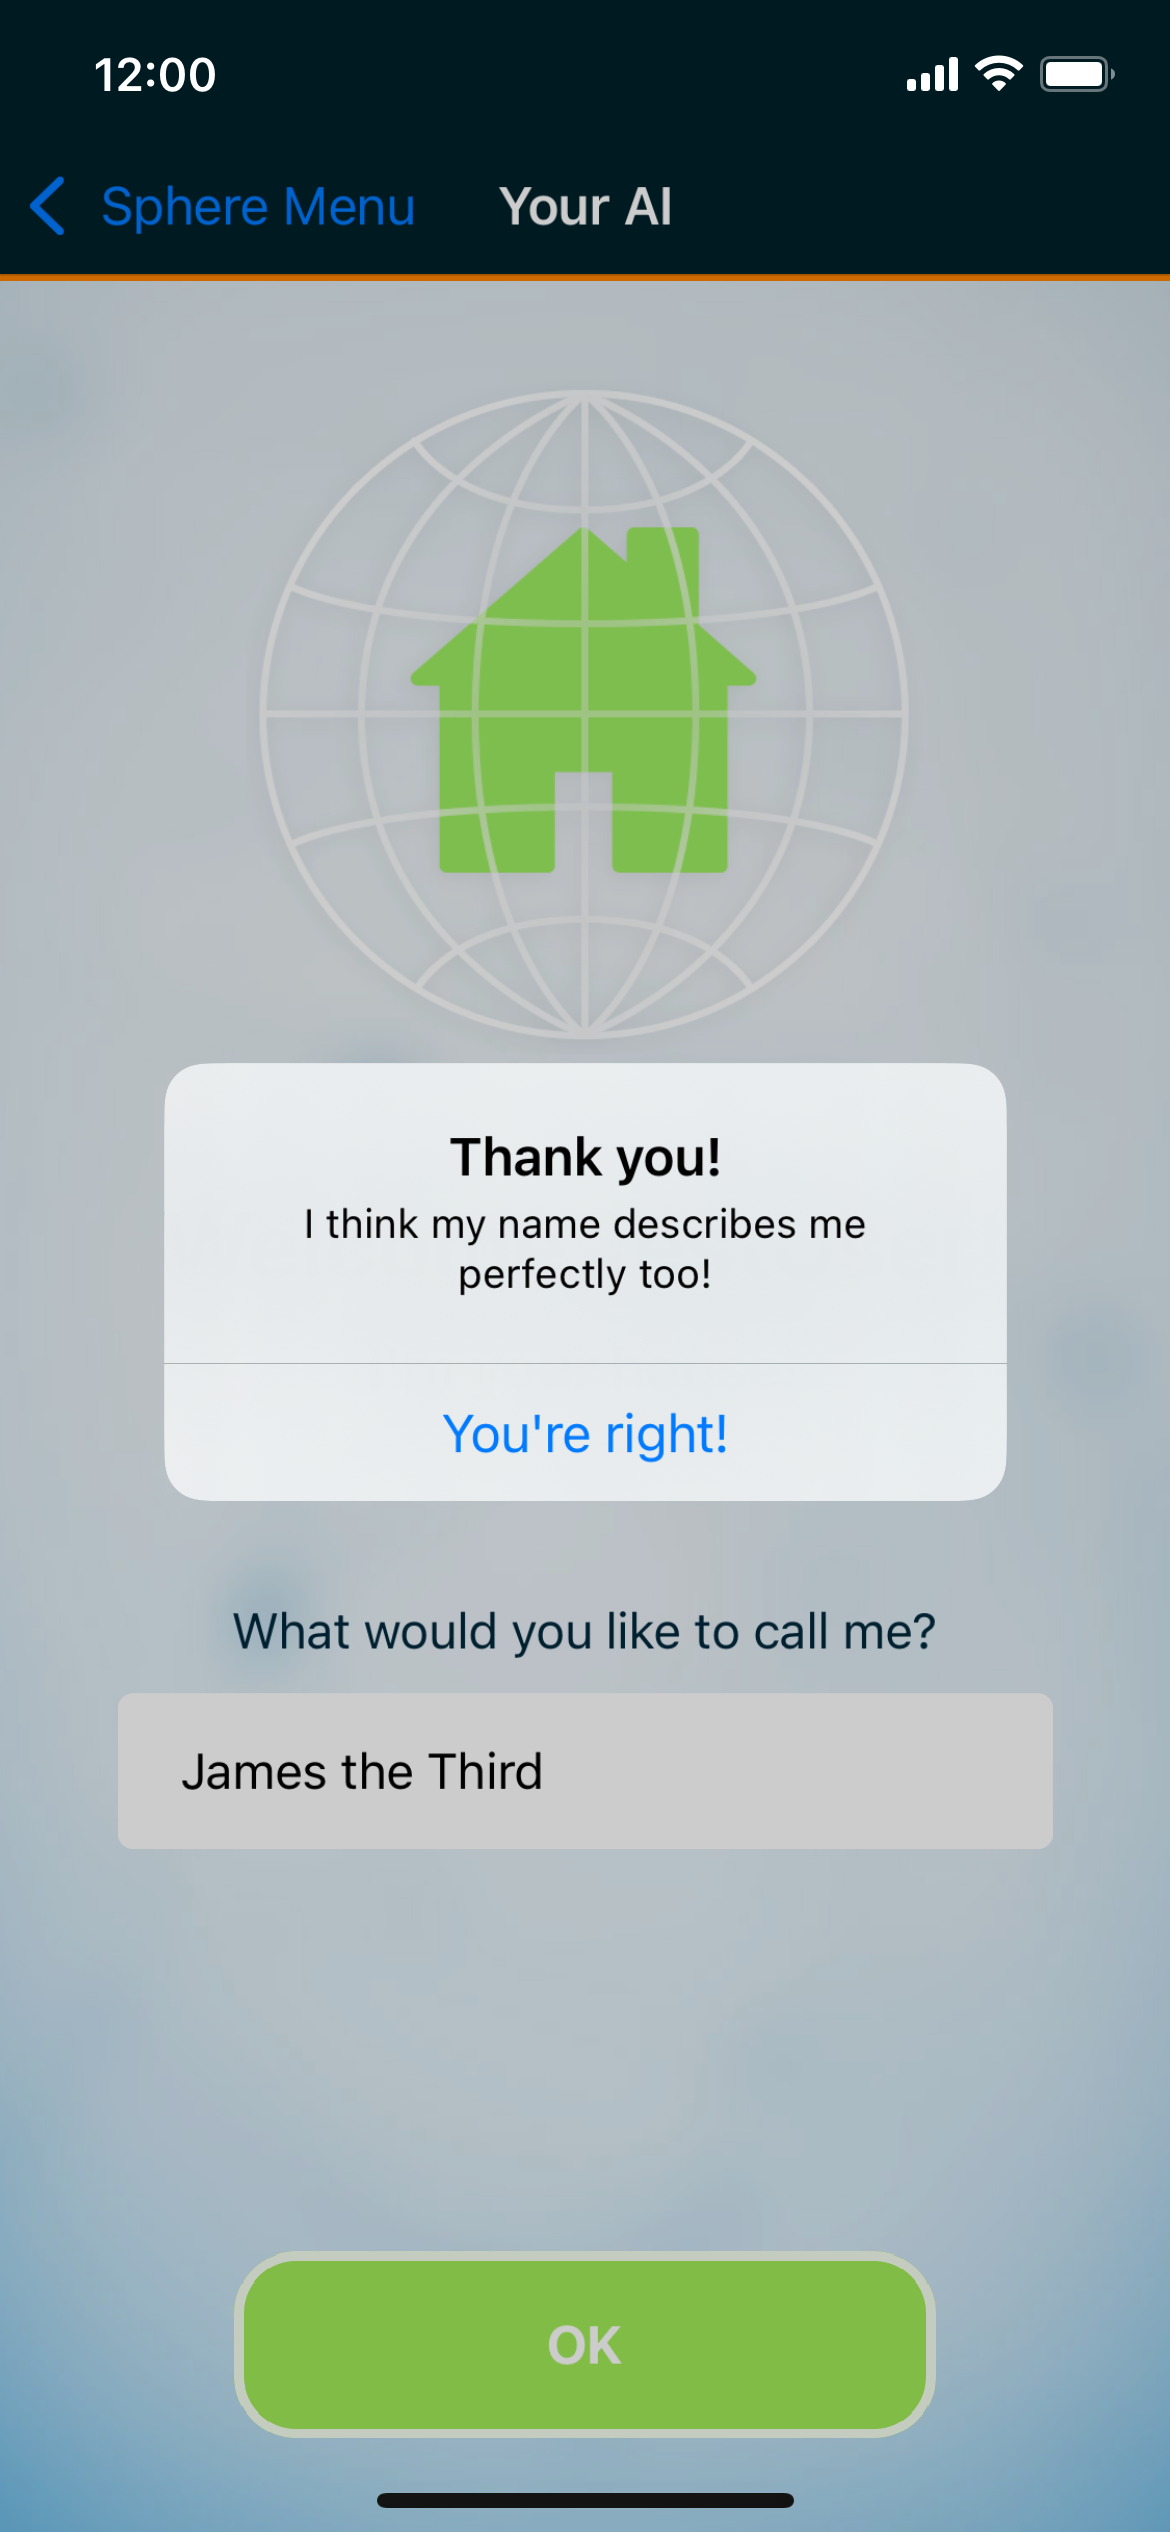 12:00
Sphere Menu
Your AI
Thank you!
I think my name describes me
perfectly too!
You're right!
What would you like to call me?
James the Third
OK